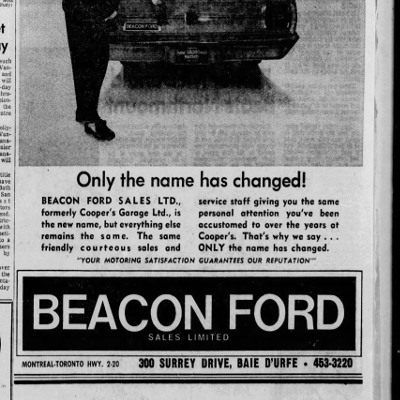 BEACON FORD
Only the name has changed!
BEACON FORD SALES LTD.,
formerly Cooper's Garage Ltd., is
the new name, but everything else
remains the same. The same
friendly courteous sales and
service staff giving you the same
personal attention you've been
accustomed to over the years at
Cooper's. That's why we say . . .
ONLY the name has changed.
"YOUR MOTORING SATISFACTION GUARANTEES OUR REPUTATION"
BEACON FORD
SALES LIMITED
MONTREAL-TORONTO HWY. 2-20 300 SURREY DRIVE, BAIE D'URFE • 453-3220